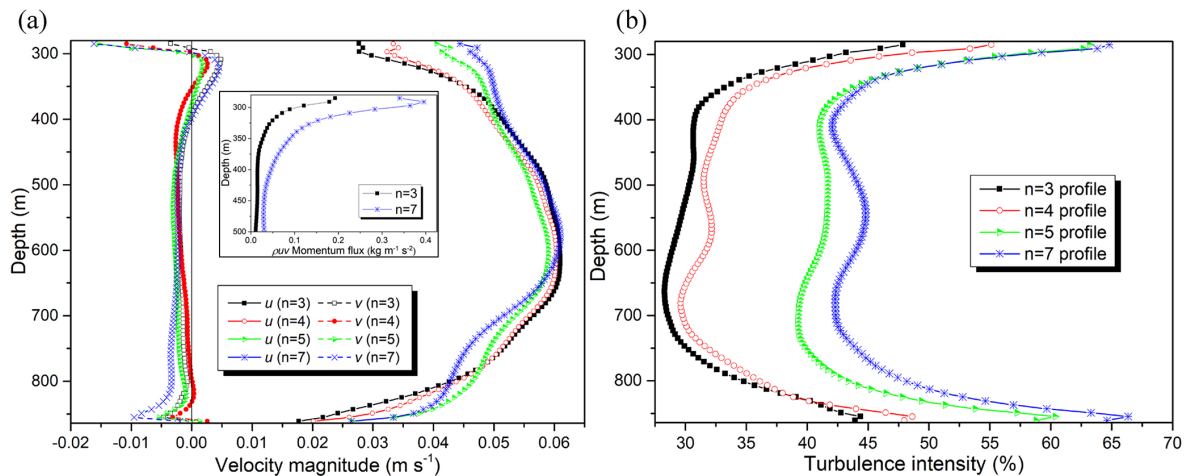 (a)
(b)
300
400
500
600
700
800
Depth (m)
-0.02 -0.01 0.00 0.01 0.02 0.03 0.04 0.05 0.06
Velocity magnitude (m s⁻¹)
250
300
350
400
450
500
Depth (m)
n=3
n=7
0.0 0.1 0.2 0.3 0.4
ρuv Momentum flux (kg m⁻¹ s⁻²)
u (n=3) v (n=3)
u (n=4) v (n=4)
u (n=5) v (n=5)
u (n=7) v (n=7)
300
400
500
600
700
800
Depth (m)
n=3 profile
n=4 profile
n=5 profile
n=7 profile
30 35 40 45 50 55 60 65 70
Turbulence intensity (%)